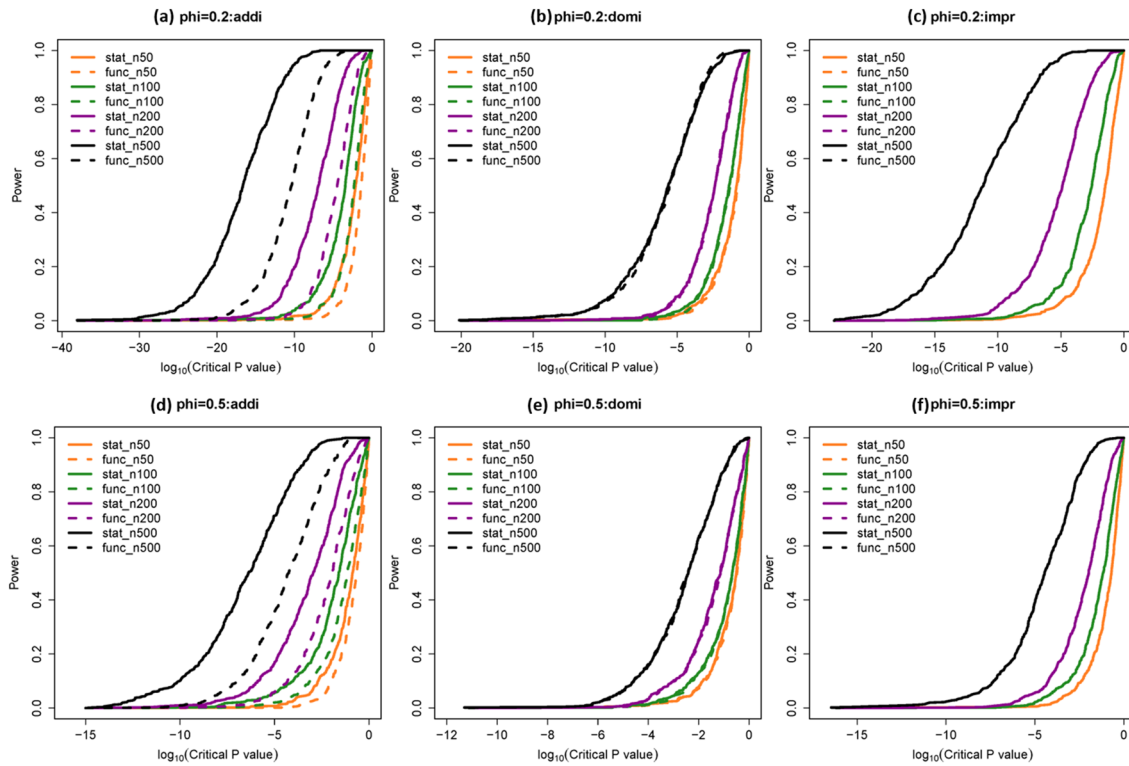 (a) phi=0.2:addi
1.0
0.8
0.6
0.4
0.2
0.0
Power
stat_n50
func_n50
stat_n100
func_n100
stat_n200
func_n200
stat_n500
func_n500
−40 −30 −20 −10 0
log10(Critical P value)
(b) phi=0.2:domi
1.0
0.8
0.6
0.4
0.2
0.0
Power
stat_n50
func_n50
stat_n100
func_n100
stat_n200
func_n200
stat_n500
func_n500
−20 −15 −10 −5 0
log10(Critical P value)
(c) phi=0.2:impr
1.0
0.8
0.6
0.4
0.2
0.0
Power
stat_n50
func_n50
stat_n100
func_n100
stat_n200
func_n200
stat_n500
func_n500
−20 −15 −10 −5 0
log10(Critical P value)
(d) phi=0.5:addi
1.0
0.8
0.6
0.4
0.2
0.0
Power
stat_n50
func_n50
stat_n100
func_n100
stat_n200
func_n200
stat_n500
func_n500
−15 −10 −5 0
log10(Critical P value)
(e) phi=0.5:domi
1.0
0.8
0.6
0.4
0.2
0.0
Power
stat_n50
func_n50
stat_n100
func_n100
stat_n200
func_n200
stat_n500
func_n500
−12 −10 −8 −6 −4 −2 0
log10(Critical P value)
(f) phi=0.5:impr
1.0
0.8
0.6
0.4
0.2
0.0
Power
stat_n50
func_n50
stat_n100
func_n100
stat_n200
func_n200
stat_n500
func_n500
−15 −10 −5 0
log10(Critical P value)